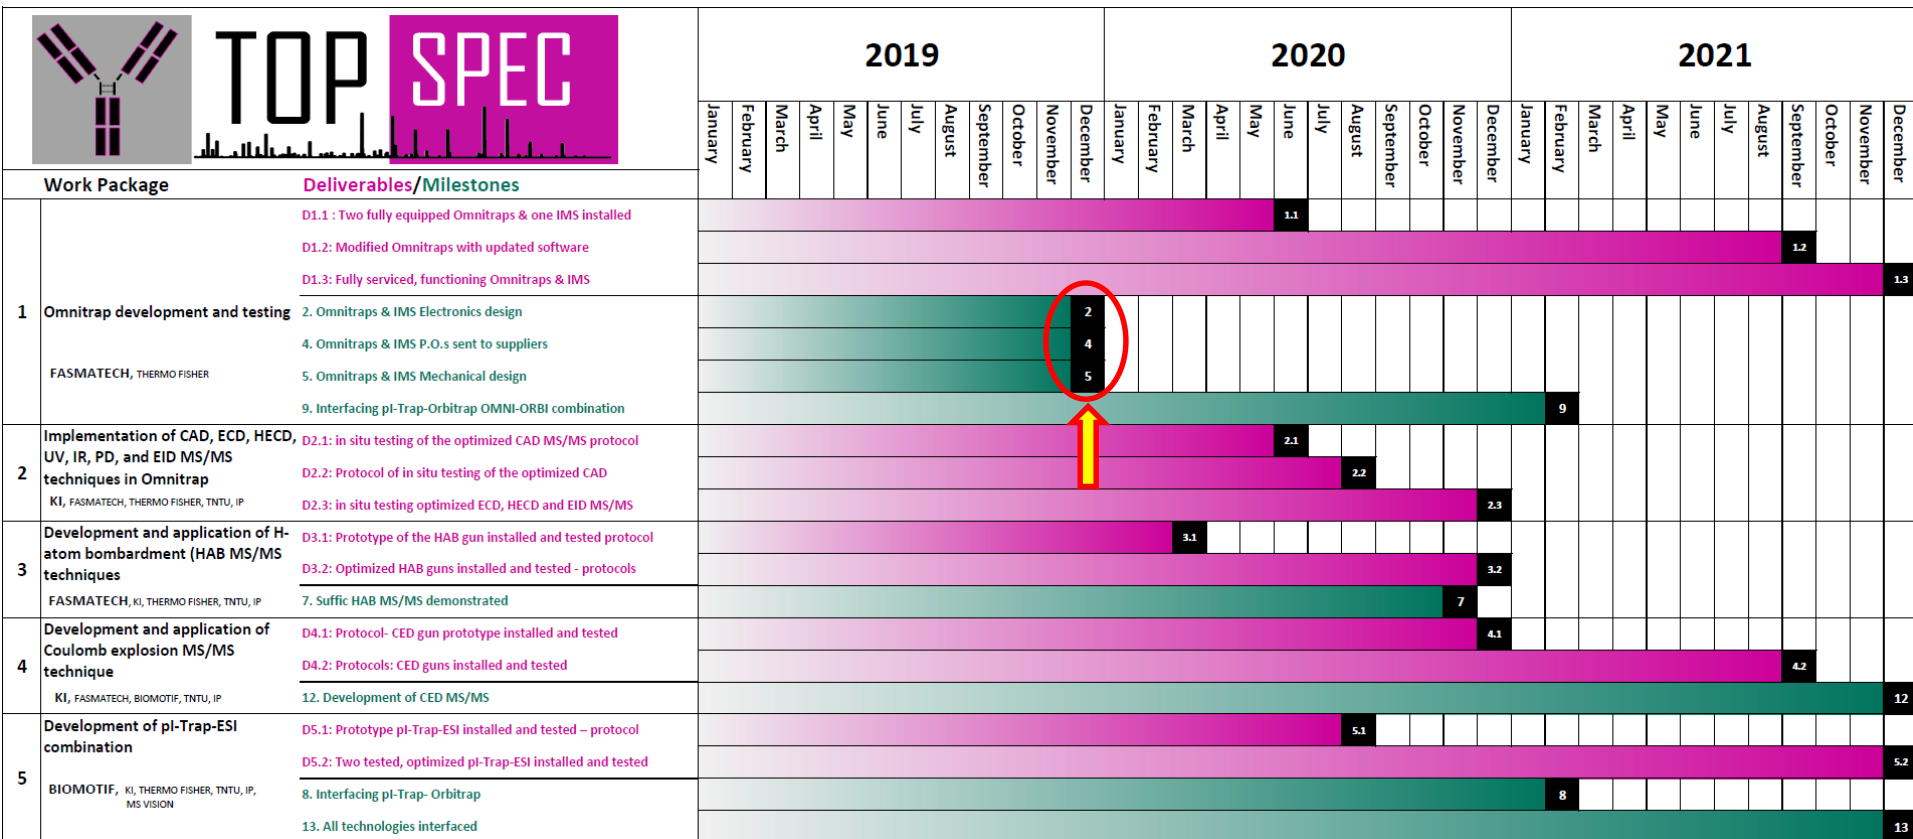 TOP SPEC
2019 2020 2021
January February March April May June July August September October November December January February March April May June July August September October November December January February March April May June July August September October November December
Work Package Deliverables/Milestones
D1.1 : Two fully equipped Omnitraps & one IMS installed 1.1
D1.2: Modified Omnitraps with updated software 1.2
D1.3: Fully serviced, functioning Omnitraps & IMS 1.3
1 Omnitrap development and testing 2. Omnitraps & IMS Electronics design 2
4. Omnitraps & IMS P.O.s sent to suppliers 4
FASMATECH, THERMO FISHER 5. Omnitraps & IMS Mechanical design 5
9. Interfacing pI-Trap-Orbitrap OMNI-ORBI combination 9
2
Implementation of CAD, ECD, HECD,
UV, IR, PD, and EID MS/MS
techniques in Omnitrap
KI, FASMATECH, THERMO FISHER, TNTU, IP
D2.1: in situ testing of the optimized CAD MS/MS protocol 2.1
D2.2: Protocol of in situ testing of the optimized CAD 2.2
D2.3: in situ testing optimized ECD, HECD and EID MS/MS 2.3
3
Development and application of H-
atom bombardment (HAB MS/MS
techniques
FASMATECH, KI, THERMO FISHER, TNTU, IP
D3.1: Prototype of the HAB gun installed and tested protocol 3.1
D3.2: Optimized HAB guns installed and tested - protocols 3.2
7. Suffic HAB MS/MS demonstrated 7
4
Development and application of
Coulomb explosion MS/MS
technique
KI, FASMATECH, BIOMOTIF, TNTU, IP
D4.1: Protocol- CED gun prototype installed and tested 4.1
D4.2: Protocols: CED guns installed and tested 4.2
12. Development of CED MS/MS 12
5
Development of pI-Trap-ESI
combination
BIOMOTIF, KI, THERMO FISHER, TNTU, IP,
MS VISION
D5.1: Prototype pI-Trap-ESI installed and tested – protocol 5.1
D5.2: Two tested, optimized pI-Trap-ESI installed and tested 5.2
8. Interfacing pI-Trap- Orbitrap 8
13. All technologies interfaced 13